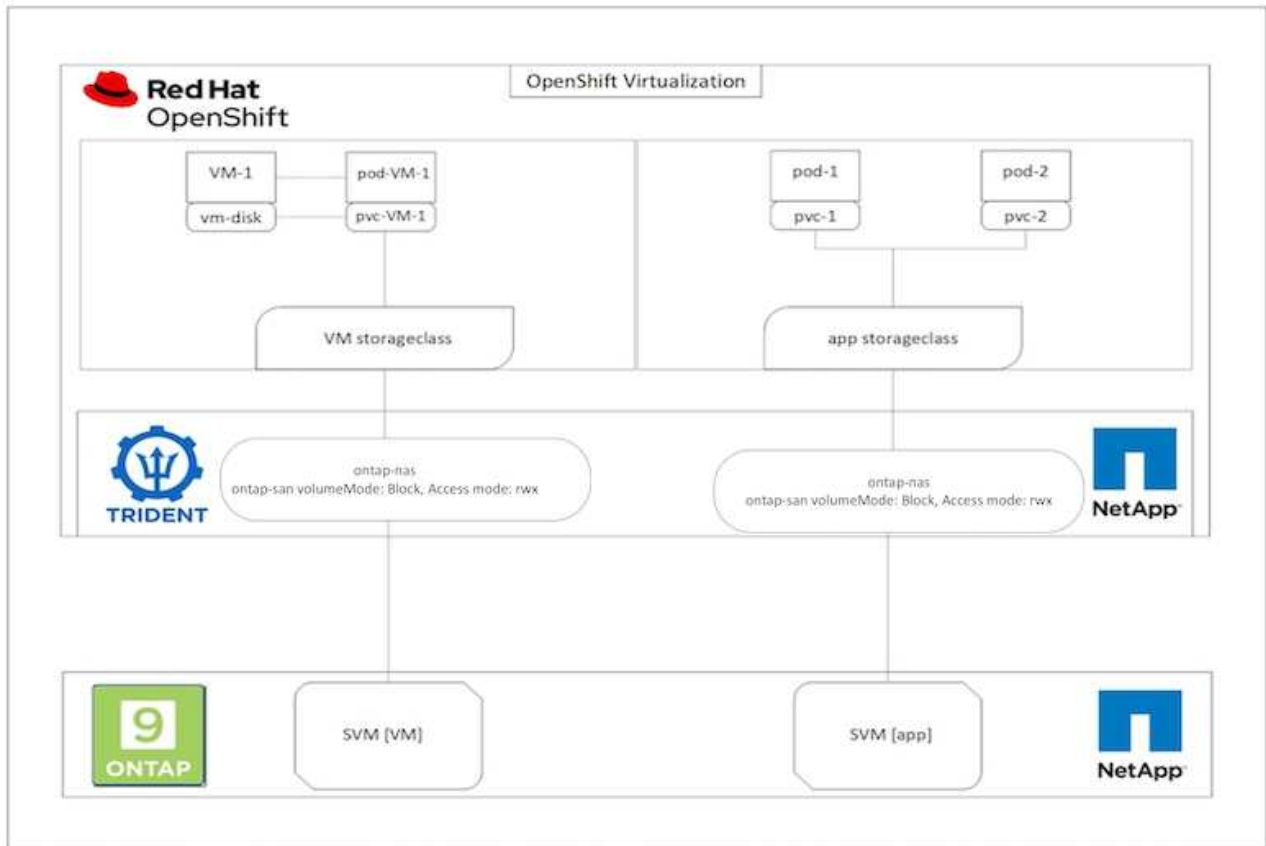 OpenShift Virtualization
Red Hat
OpenShift
VM-1
pod-VM-1
pod-1
pod-2
vm-disk
pvc-VM-1
pvc-1
pvc-2
VM storageclass
app storageclass
TRIDENT
ontap-nas
ontap-san volumeMode: Block, Access mode: rwx
ontap-nas
ontap-san volumeMode: Block, Access mode: rwx
NetApp
9
ONTAP
SVM [VM]
SVM [app]
NetApp